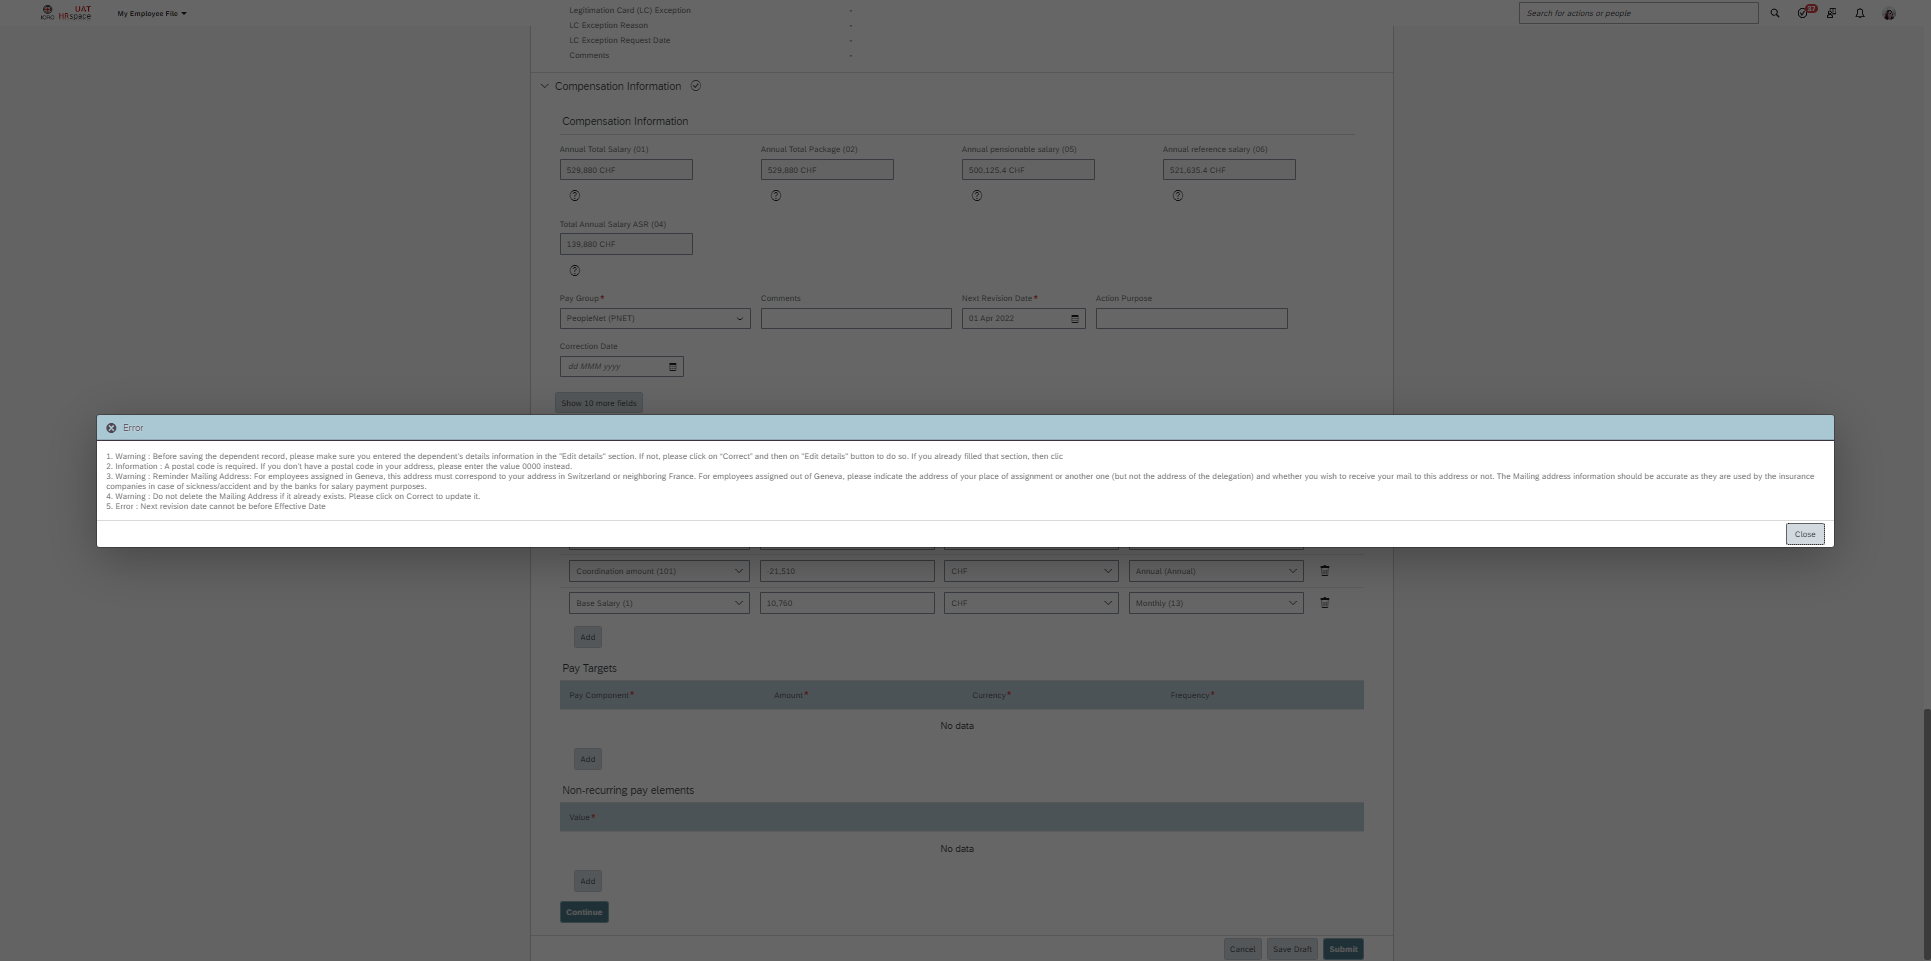 ICRC UAT HRspace My Employee File Search for actions or people 37
Legitimation Card (LC) Exception -
LC Exception Reason -
LC Exception Request Date -
Comments -
Compensation Information
Compensation Information
Annual Total Salary (01) Annual Total Package (02) Annual pensionable salary (05) Annual reference salary (06)
529,880 CHF 529,880 CHF 500,125.4 CHF 521,635.4 CHF
Total Annual Salary ASR (04)
139,880 CHF
Pay Group* Comments Next Revision Date* Action Purpose
PeopleNet (PNET) 01 Apr 2022
Correction Date
dd MMM yyyy
Show 10 more fields
Error
1. Warning : Before saving the dependent record, please make sure you entered the dependent's details information in the "Edit details" section. If not, please click on "Correct" and then on "Edit details" button to do so. If you already filled that section, then clic
2. Information : A postal code is required. If you don't have a postal code in your address, please enter the value 0000 instead.
3. Warning : Reminder Mailing Address: For employees assigned in Geneva, this address must correspond to your address in Switzerland or neighboring France. For employees assigned out of Geneva, please indicate the address of your place of assignment or another one (but not the address of the delegation) and whether you wish to receive your mail to this address or not. The Mailing address information should be accurate as they are used by the insurance
companies in case of sickness/accident and by the banks for salary payment purposes.
4. Warning : Do not delete the Mailing Address if it already exists. Please click on Correct to update it.
5. Error : Next revision date cannot be before Effective Date
Close
Coordination amount (101) 21,510 CHF Annual (Annual)
Base Salary (1) 10,760 CHF Monthly (13)
Add
Pay Targets
Pay Component* Amount* Currency* Frequency*
No data
Add
Non-recurring pay elements
Value*
No data
Add
Continue
Cancel Save Draft Submit